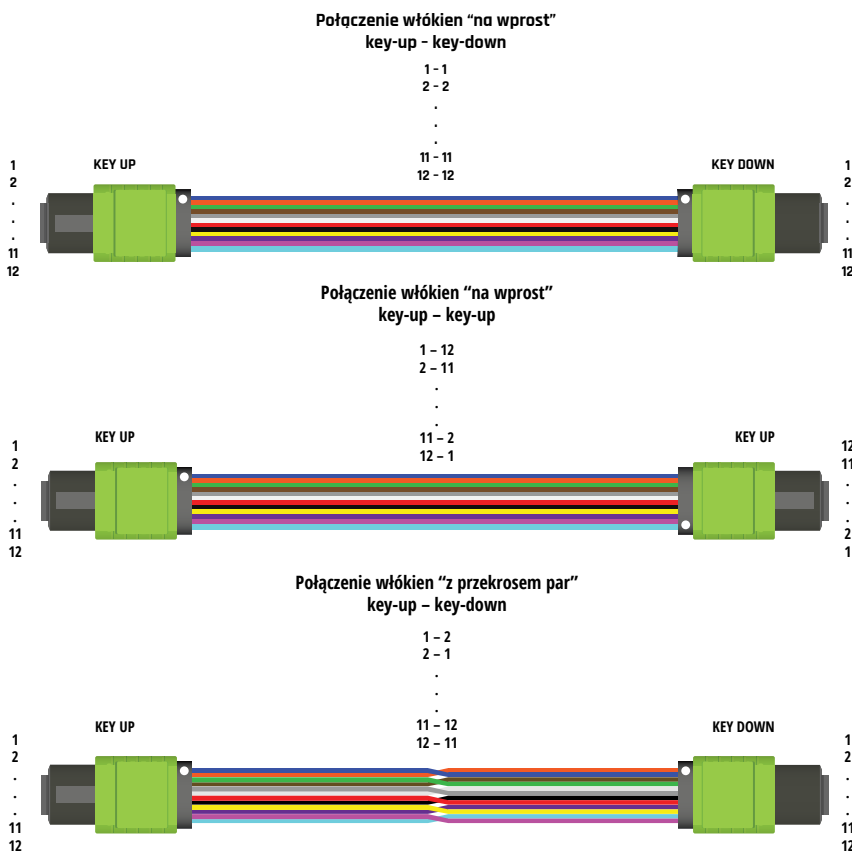 Połączenie włókien “na wprost”
key-up - key-down
1 - 1
2 - 2
.
.
.
11 - 11
12 - 12
1
2
.
.
.
11
12
KEY UP
KEY DOWN
1
2
.
.
.
11
12
Połączenie włókien “na wprost”
key-up – key-up
1 – 12
2 – 11
.
.
.
11 – 2
12 – 1
1
2
.
.
.
11
12
KEY UP
KEY UP
12
11
.
.
.
2
1
Połączenie włókien “z przekrosem par”
key-up – key-down
1 – 2
2 – 1
.
.
.
11 – 12
12 – 11
1
2
.
.
.
11
12
KEY UP
KEY DOWN
1
2
.
.
.
11
12